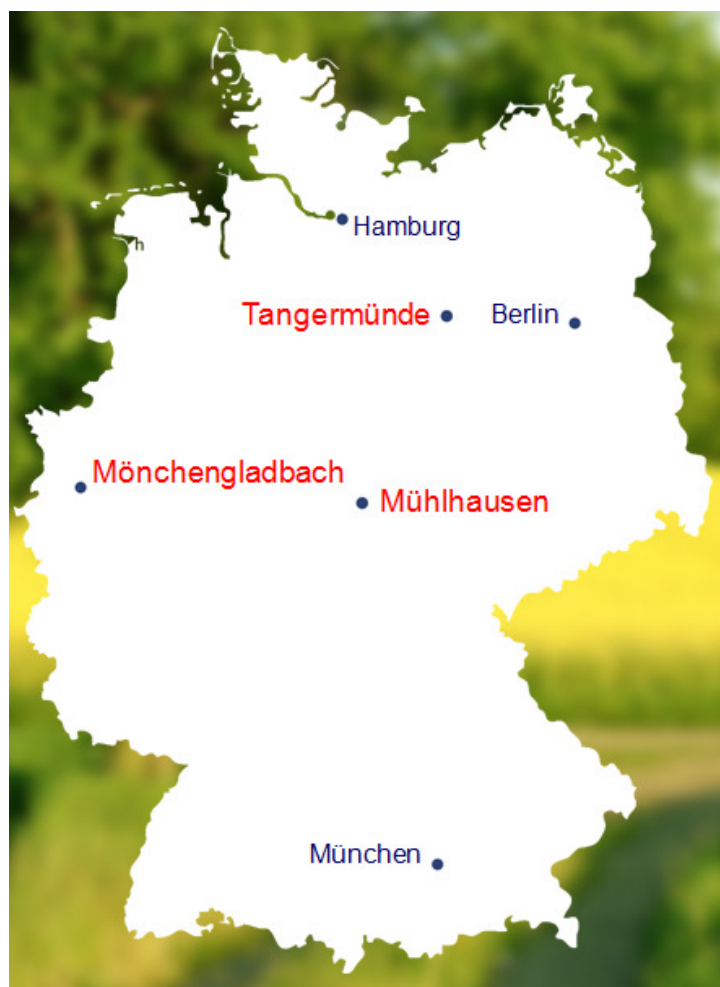 Hamburg
Tangermünde
Berlin
Mönchengladbach
Mühlhausen
München
h